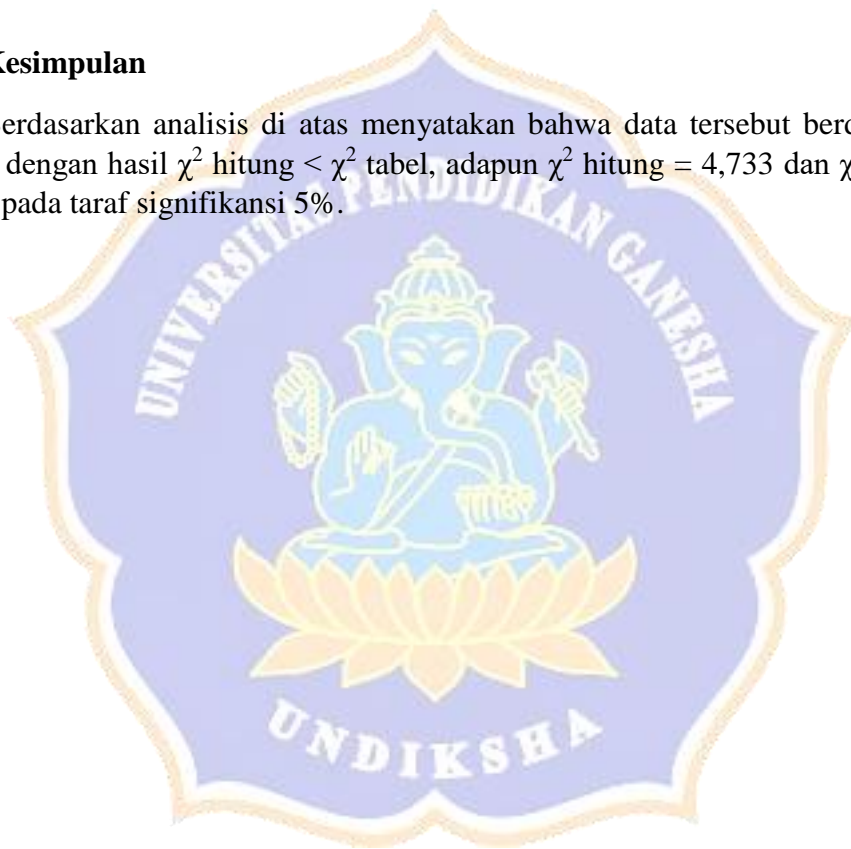 Kesimpulan
erdasarkan analisis di atas menyatakan bahwa data tersebut berd
dengan hasil χ² hitung < χ² tabel, adapun χ² hitung = 4,733 dan χ
pada taraf signifikansi 5%.
UNIVERSITAS PENDIDIKAN GANESHA
UNDIKSHA